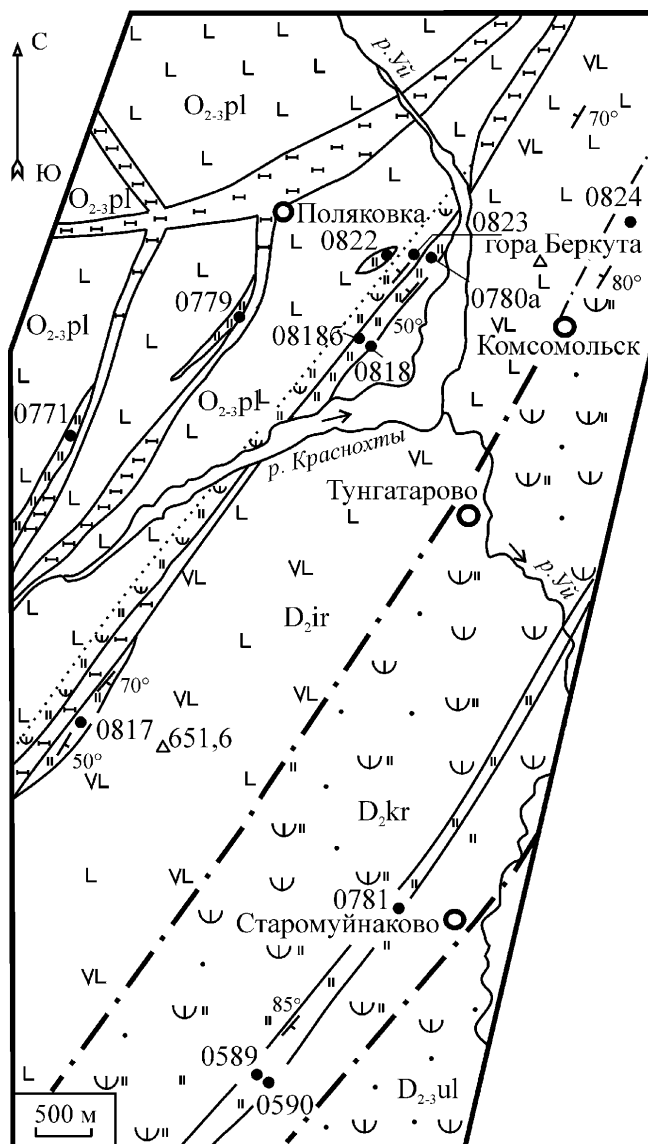 С
Ю
р.Уй
VL
70°
O₂₋₃pl
O₂₋₃pl
Поляковка
0822
0823
0824
гора Беркута
0779
0780а
80°
50°
0818б
0818
Комсомольск
O₂₋₃pl
O₂₋₃pl
0771
р. Краснохты
Тунгатарово
р.Уй
D₂ir
70°
0817
651,6
50°
D₂kr
0781
Старомуйнаково
85°
0589
0590
D₂₋₃ul
500 м